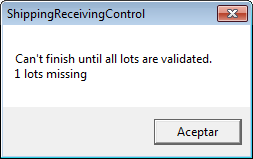 ShippingReceivingControl
Can't finish until all lots are validated.
1 lots missing
Aceptar